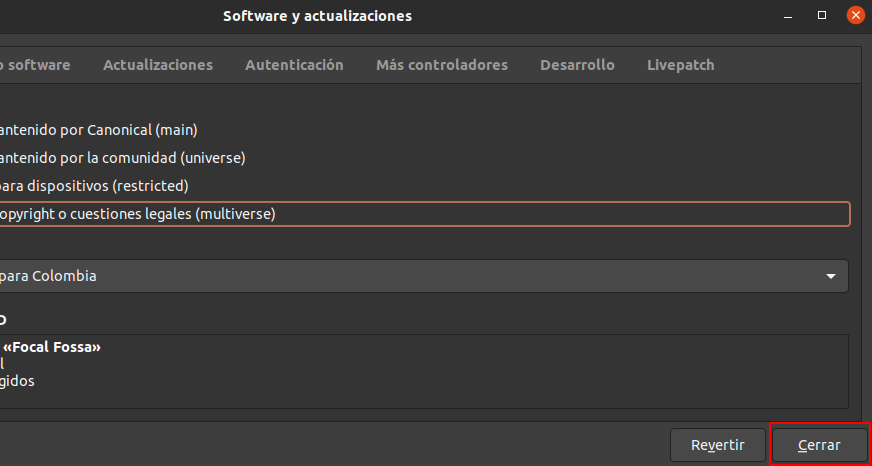 Software y actualizaciones
o software Actualizaciones Autenticación Más controladores Desarrollo Livepatch
antenido por Canonical (main)
antenido por la comunidad (universe)
para dispositivos (restricted)
opyright o cuestiones legales (multiverse)
para Colombia
O
«Focal Fossa»
l
gidos
Revertir Cerrar